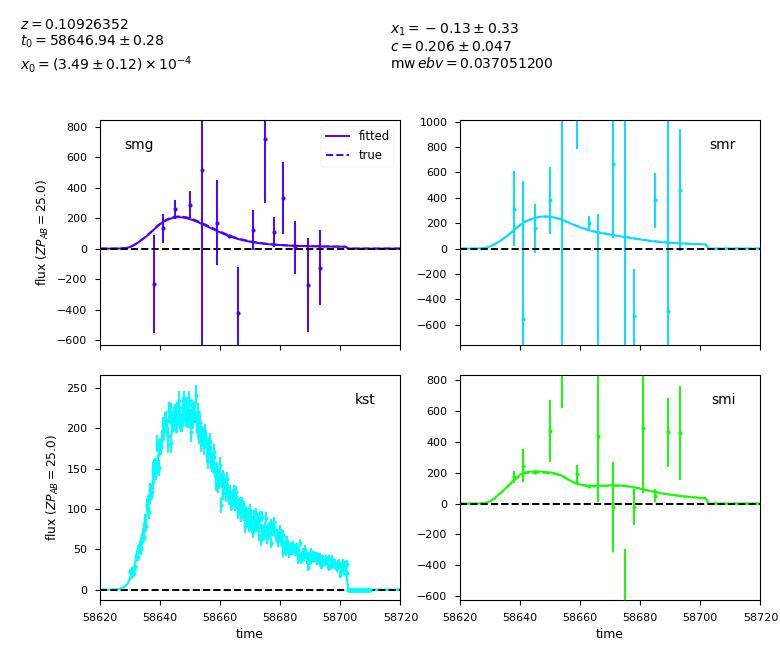 z = 0.10926352
t₀ = 58646.94 ± 0.28
x₀ = (3.49 ± 0.12) × 10⁻⁴
x₁ = −0.13 ± 0.33
c = 0.206 ± 0.047
mw ebv = 0.037051200
smg
fitted
true
800
600
400
200
0
−200
−400
−600
flux (ZP_AB = 25.0)
smr
1000
800
600
400
200
0
−200
−400
−600
kst
250
200
150
100
50
0
flux (ZP_AB = 25.0)
58620 58640 58660 58680 58700 58720
time
smi
800
600
400
200
0
−200
−400
−600
58620 58640 58660 58680 58700 58720
time